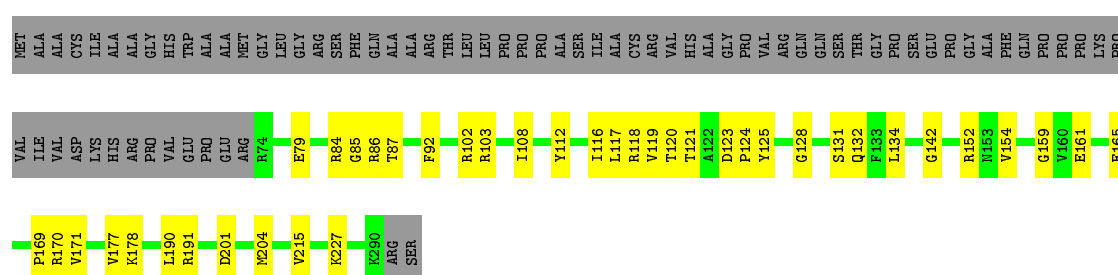 MET ALA ALA CYS ILE ALA ALA GLY HIS TRP ALA ALA MET GLY LEU GLY ARG SER PHE GLN ALA ALA ARG THR LEU LEU PRO PRO PRO ALA SER ILE ALA CYS ARG VAL HIS ALA GLY PRO VAL ARG GLN GLN SER THR GLY PRO SER GLU PRO GLY ALA PHE GLN PRO PRO PRO LYS PRO
VAL ILE VAL ASP LYS HIS ARG PRO VAL GLU PRO GLU ARG R74 E79 R84 G85 R86 T87 F92 R102 R103 I108 Y112 I116 L117 R118 V119 T120 T121 A122 D123 P124 Y125 G128 S131 Q132 F133 L134 G142 R152 N153 V154 G159 V160 E161
P169 R170 V171 V177 K178 L190 R191 D201 M204 V215 K227 K290 ARG SER